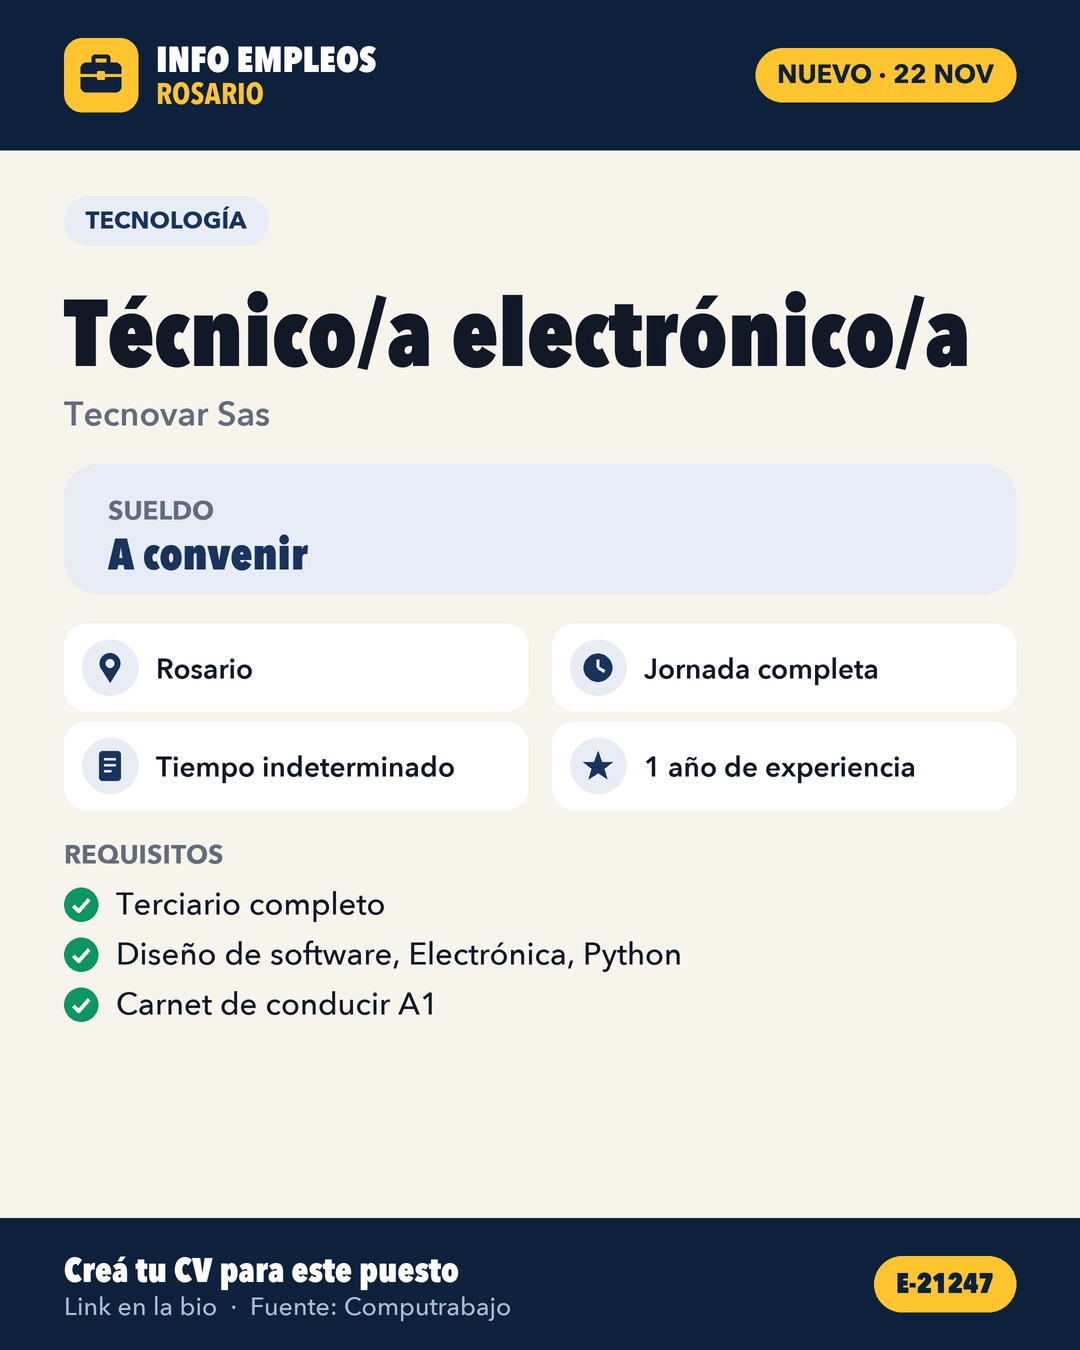 INFO EMPLEOS
ROSARIO
NUEVO · 22 NOV
TECNOLOGÍA
Técnico/a electrónico/a
Tecnovar Sas
SUELDO
A convenir
Rosario
Jornada completa
Tiempo indeterminado
1 año de experiencia
REQUISITOS
Terciario completo
Diseño de software, Electrónica, Python
Carnet de conducir A1
Creá tu CV para este puesto
Link en la bio · Fuente: Computrabajo
E-21247